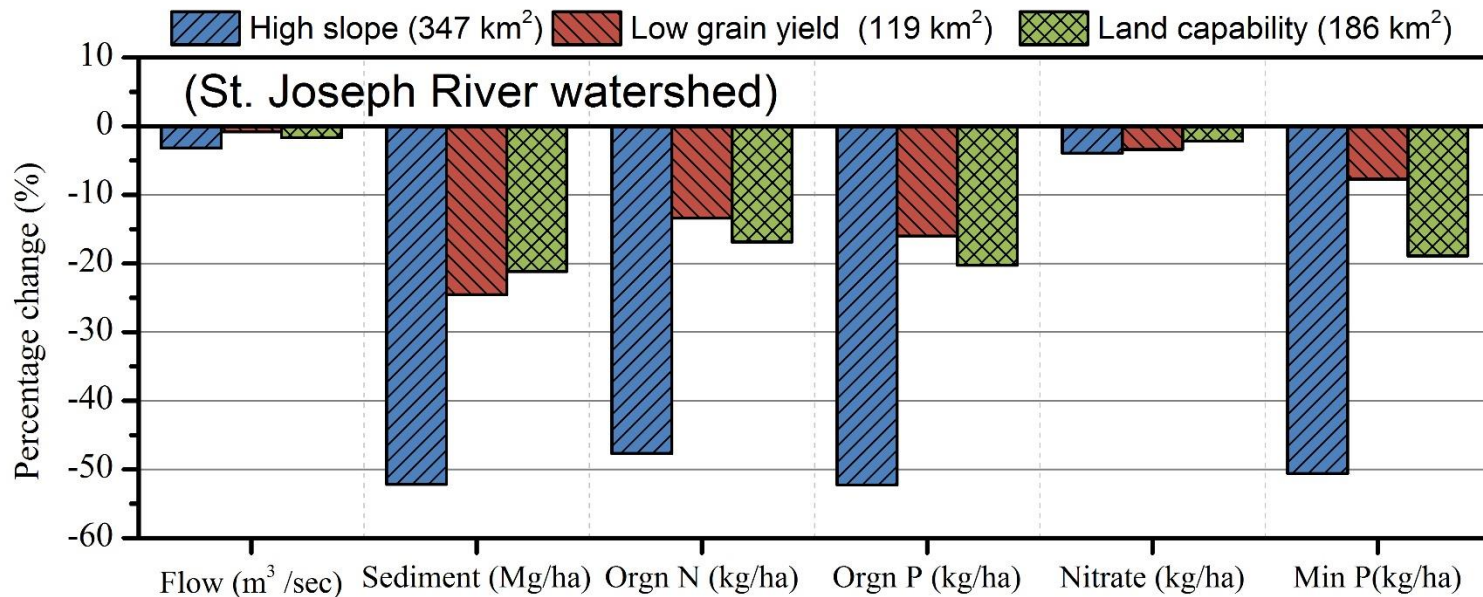 High slope (347 km²) Low grain yield (119 km²) Land capability (186 km²)
(St. Joseph River watershed)
Percentage change (%)
10
0
-10
-20
-30
-40
-50
-60
Flow (m³ /sec) Sediment (Mg/ha) Orgn N (kg/ha) Orgn P (kg/ha) Nitrate (kg/ha) Min P(kg/ha)